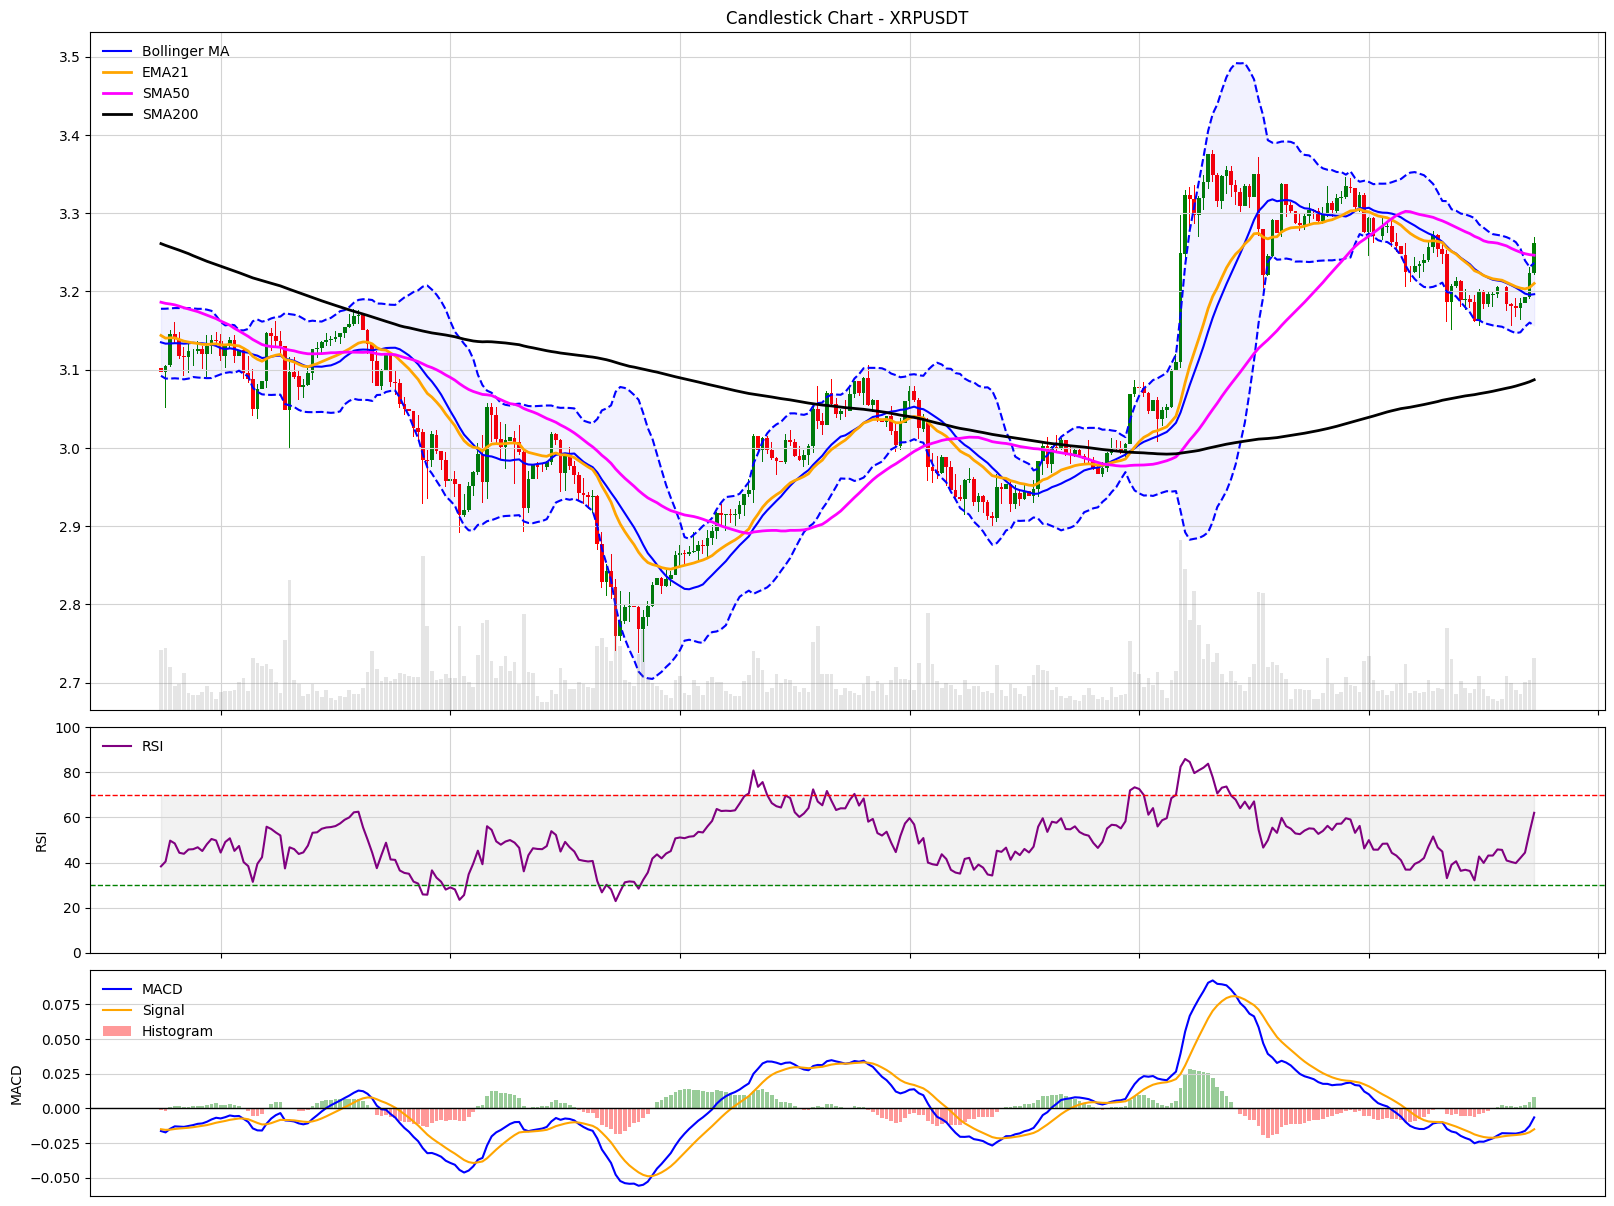 Candlestick Chart - XRPUSDT
Bollinger MA
EMA21
SMA50
SMA200
3.5
3.4
3.3
3.2
3.1
3.0
2.9
2.8
2.7
RSI
RSI
100
80
60
40
20
0
MACD
Signal
Histogram
MACD
0.075
0.050
0.025
0.000
−0.025
−0.050